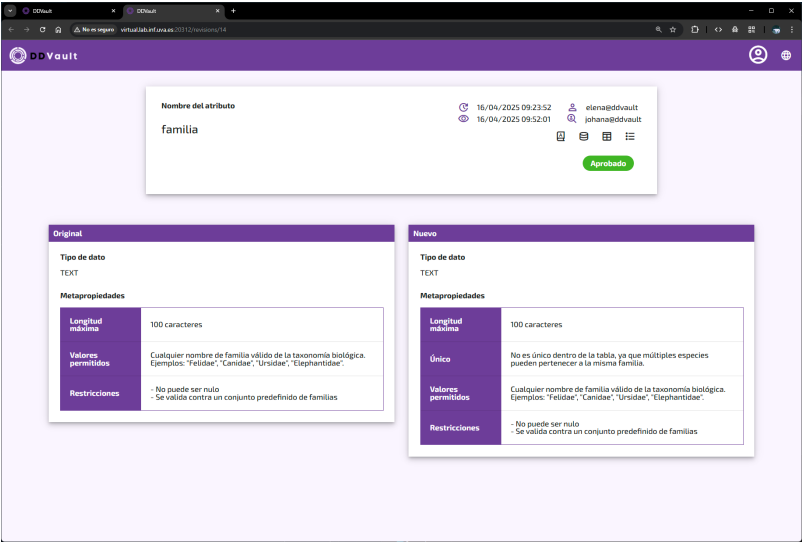 DDVault
DDVault
No es seguro virtual.lab.inf.uva.es:20312/revisions/14
DDVault
Nombre del atributo
familia
16/04/2025 09:23:52 elena@ddvault
16/04/2025 09:52:01 johana@ddvault
Aprobado
Original
Tipo de dato
TEXT
Metapropiedades
Longitud
máxima
100 caracteres
Valores
permitidos
Cualquier nombre de familia válido de la taxonomía biológica.
Ejemplos: "Felidae", "Canidae", "Ursidae", "Elephantidae".
Restricciones
- No puede ser nulo
- Se valida contra un conjunto predefinido de familias
Nuevo
Tipo de dato
TEXT
Metapropiedades
Longitud
máxima
100 caracteres
Único
No es único dentro de la tabla, ya que múltiples especies
pueden pertenecer a la misma familia.
Valores
permitidos
Cualquier nombre de familia válido de la taxonomía biológica.
Ejemplos: "Felidae", "Canidae", "Ursidae", "Elephantidae".
Restricciones
- No puede ser nulo
- Se valida contra un conjunto predefinido de familias